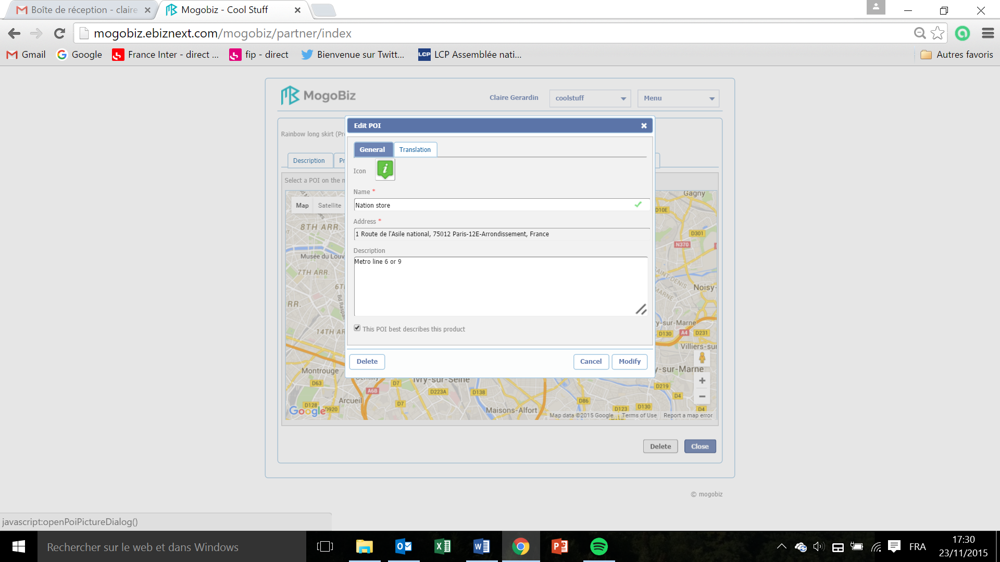 Boîte de réception - claire
Mogobiz - Cool Stuff
mogobiz.ebiznext.com/mogobiz/partner/index
Gmail
Google
France Inter - direct ...
fip - direct
Bienvenue sur Twitt...
LCP
LCP Assemblée nati...
Autres favoris
MogoBiz
Claire Gerardin
coolstuff
Menu
Rainbow long skirt (Pr
Description
Pr
Select a POI on the m
Edit POI
General
Translation
Icon
Name *
Nation store
Address *
1 Route de l'Asile national, 75012 Paris-12E-Arrondissement, France
Description
Metro line 6 or 9
This POI best describes this product
Delete
Cancel
Modify
Map
Satellite
8TH ARR.
Musée du Louv
7TH ARR.
6T
Bd Raspail
RR.
14TH AR
Montrouge
D63
Gentilly
A6B
Arcueil
D128
D920
Google
D7
D7
Ivry-sur-Seine
D223A
D138
Maisons-Alfort
D86
D123
D130
D219
D4
D4
Gagny
D10E
D301
N370
SAINT-DENIS
MARNE
Noisy-
y-sur-Marne
D130
A4
D231
Villiers-sur
y-sur-Marne
Map data ©2015 Google
Terms of Use
Report a map error
Delete
Close
© mogobiz
javascript:openPoiPictureDialog()
Rechercher sur le web et dans Windows
FRA
17:30
23/11/2015